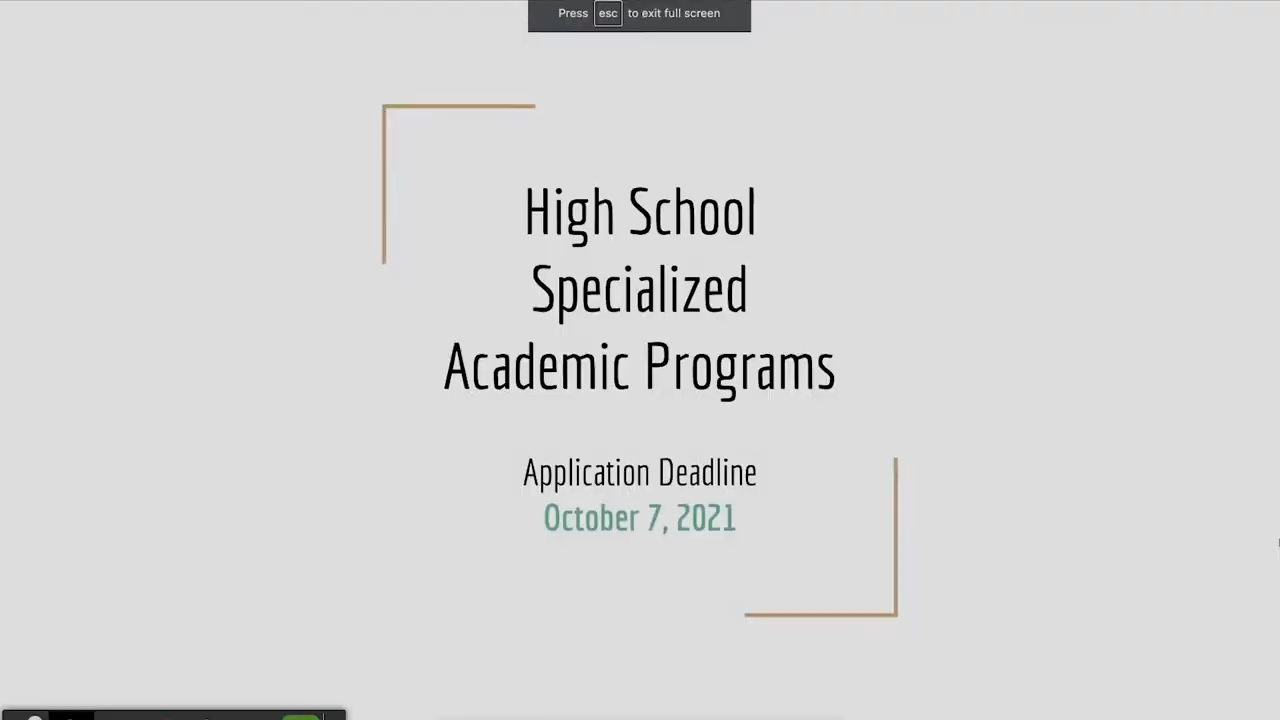 Press esc to exit full screen
High School
Specialized
Academic Programs
Application Deadline
October 7, 2021